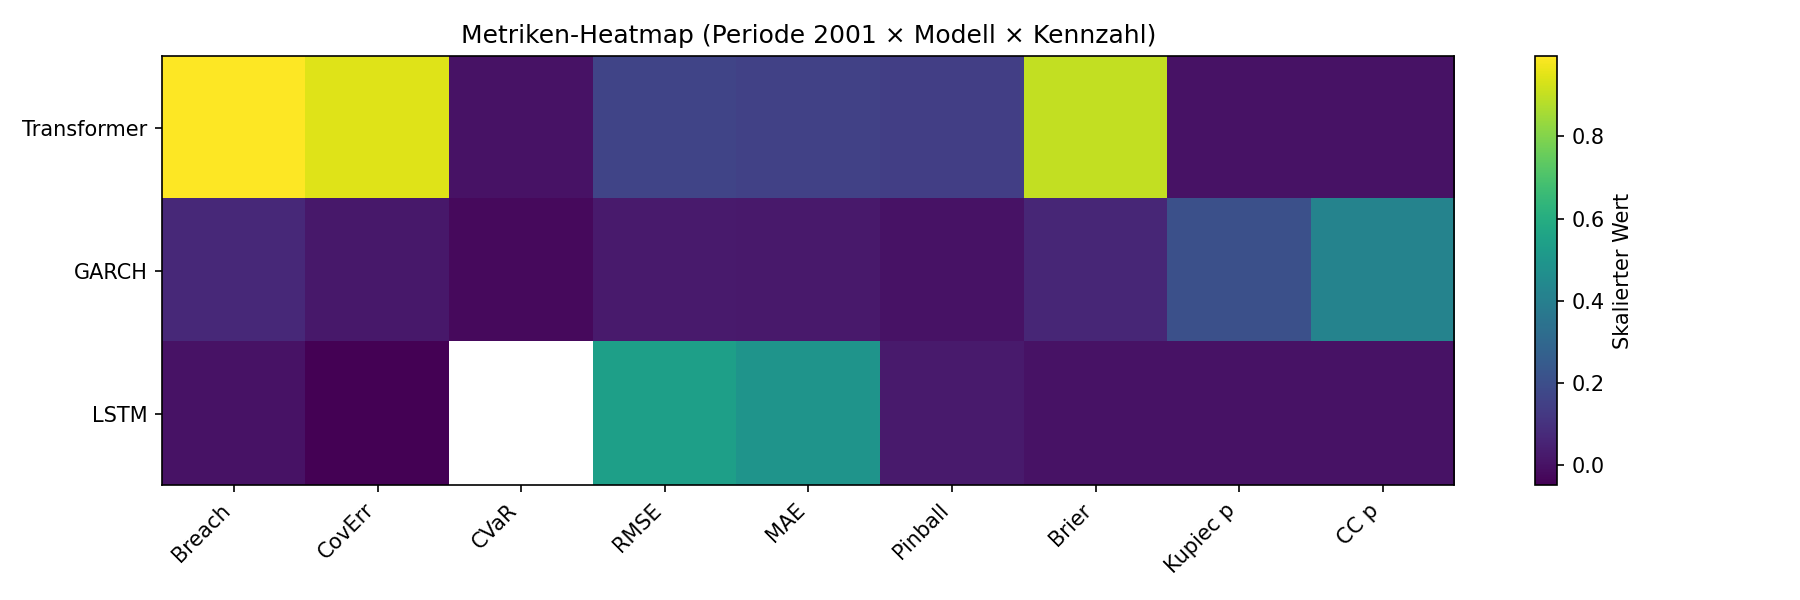 Metriken-Heatmap (Periode 2001 × Modell × Kennzahl)
Transformer
GARCH
LSTM
Breach
CovErr
CVaR
RMSE
MAE
Pinball
Brier
Kupiec p
CC p
0.8
0.6
0.4
0.2
0.0
Skalierter Wert